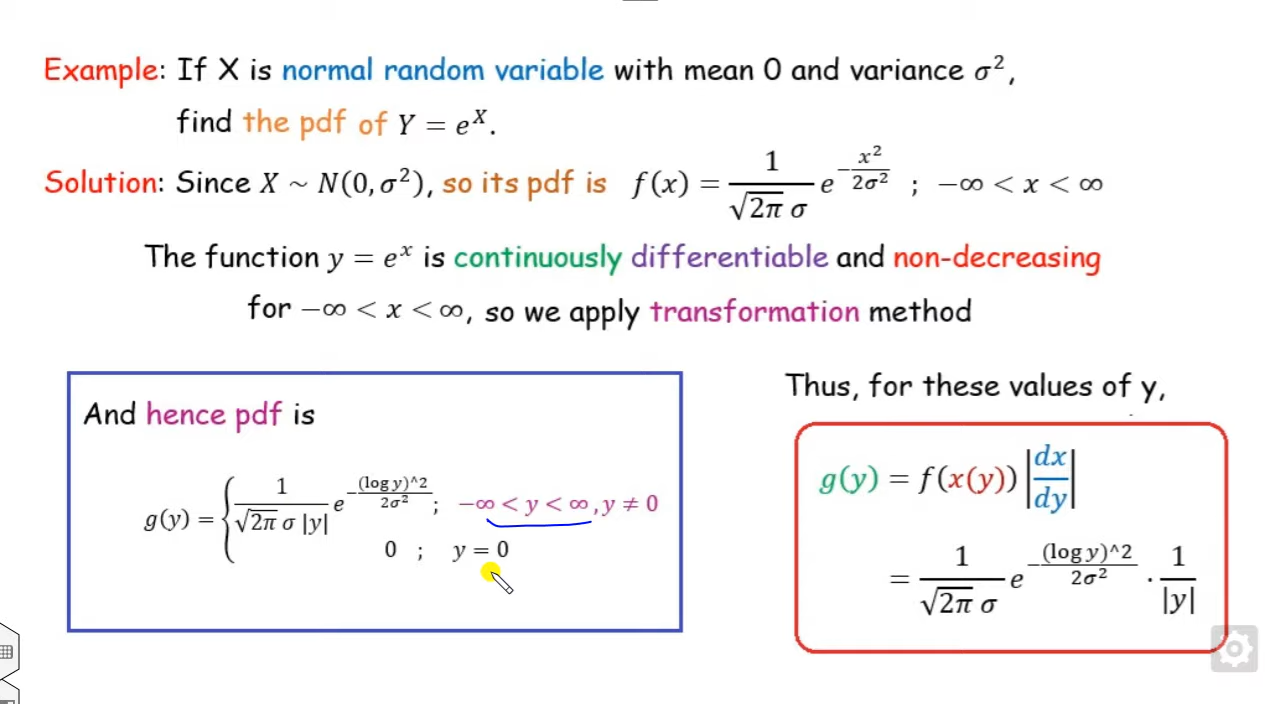 Example: If X is normal random variable with mean 0 and variance σ²,
find the pdf of Y = e^X.
Solution: Since X ~ N(0, σ²), so its pdf is f(x) = 1/(√2π σ) e^(−x²/2σ²) ; −∞ < x < ∞
The function y = e^x is continuously differentiable and non-decreasing
for −∞ < x < ∞, so we apply transformation method
And hence pdf is
g(y) = { 1/(√2π σ |y|) e^(−(log y)^2/2σ²) ; −∞ < y < ∞, y ≠ 0
0 ; y = 0
Thus, for these values of y,
g(y) = f(x(y)) |dx/dy|
= 1/(√2π σ) e^(−(log y)^2/2σ²) · 1/|y|